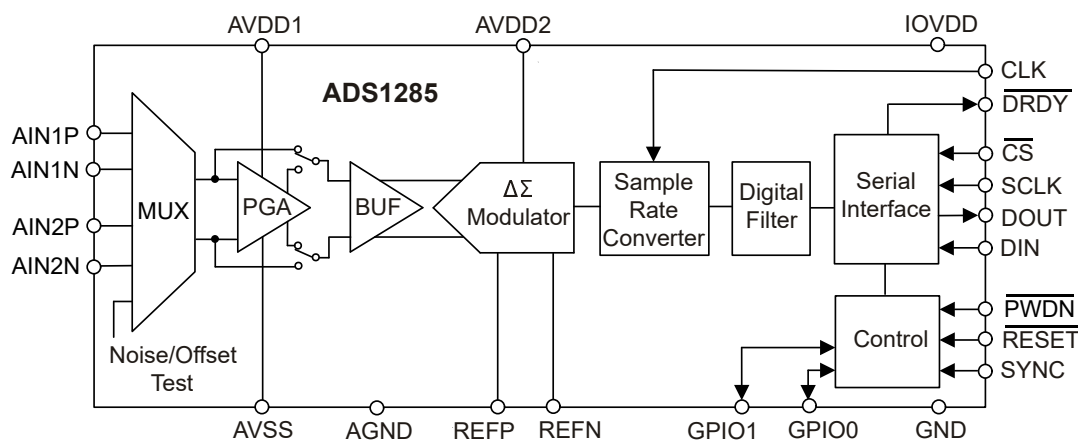 AVDD1
AVDD2
IOVDD
ADS1285
CLK
DRDY
AIN1P
AIN1N
AIN2P
AIN2N
MUX
PGA
BUF
ΔΣ
Modulator
Sample
Rate
Converter
Digital
Filter
Serial
Interface
CS
SCLK
DOUT
DIN
Noise/Offset
Test
Control
PWDN
RESET
SYNC
AVSS
AGND
REFP
REFN
GPIO1
GPIO0
GND